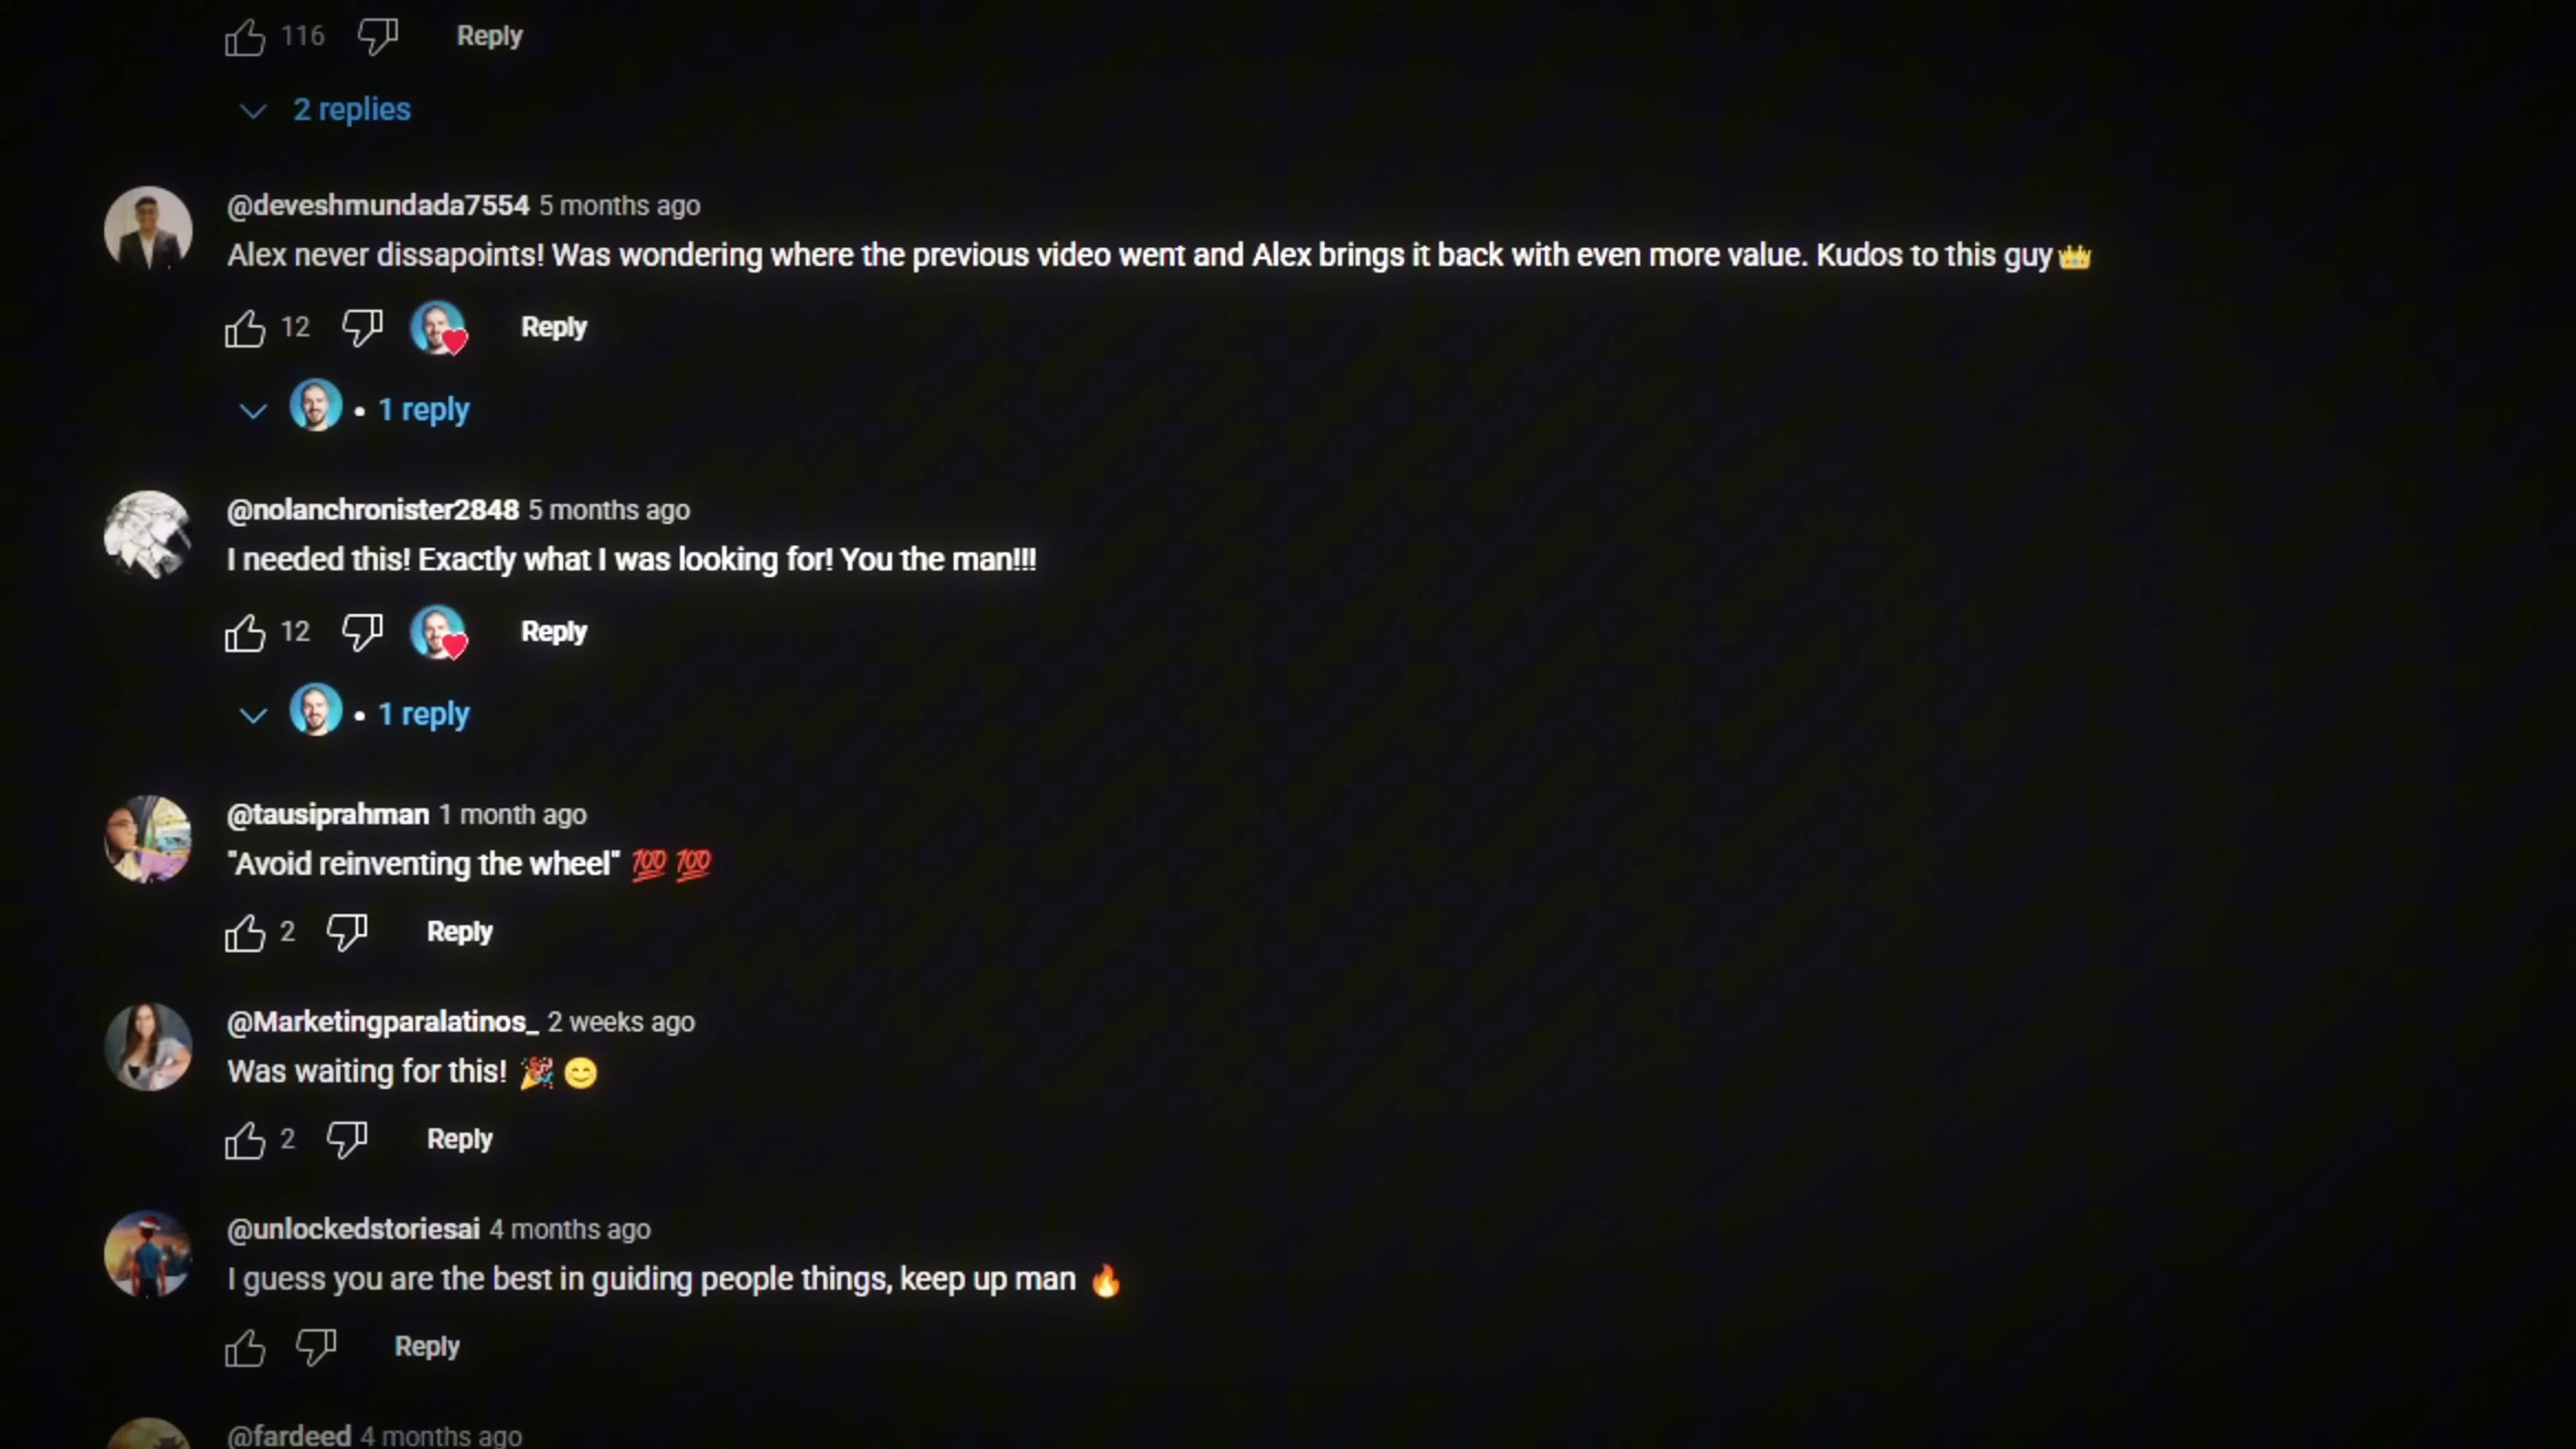 116 Reply
2 replies
@deveshmundada7554 5 months ago
Alex never dissapoints! Was wondering where the previous video went and Alex brings it back with even more value. Kudos to this guy👑
12 Reply
• 1 reply
@nolanchronister2848 5 months ago
I needed this! Exactly what I was looking for! You the man!!!
12 Reply
• 1 reply
@tausiprahman 1 month ago
"Avoid reinventing the wheel" 💯 💯
2 Reply
@Marketingparalatinos_ 2 weeks ago
Was waiting for this! 🎉 😊
2 Reply
@unlockedstoriesai 4 months ago
I guess you are the best in guiding people things, keep up man 🔥
Reply
@fardeed 4 months ago